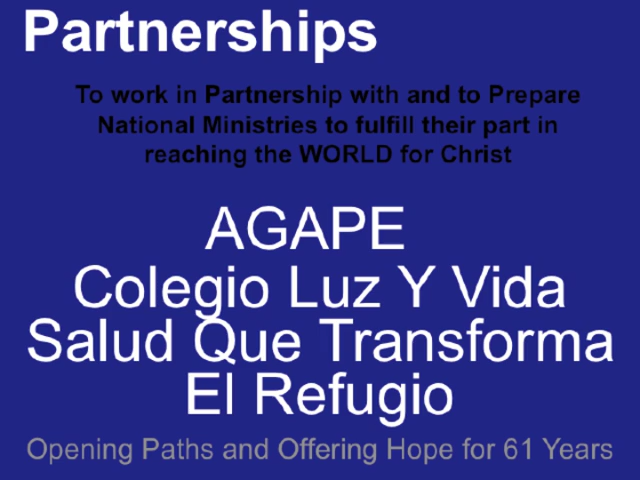 Partnerships
To work in Partnership with and to Prepare
National Ministries to fulfill their part in
reaching the WORLD for Christ
AGAPE
Colegio Luz Y Vida
Salud Que Transforma
El Refugio
Opening Paths and Offering Hope for 61 Years